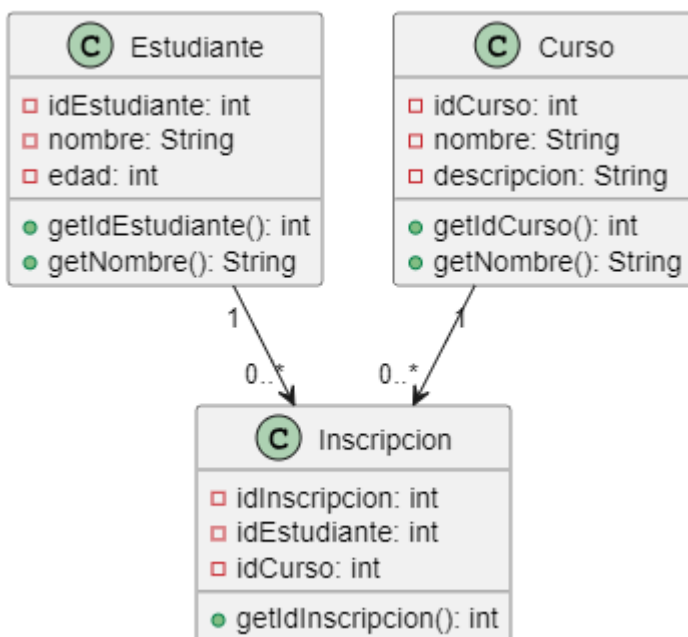 C Estudiante
idEstudiante: int
nombre: String
edad: int
getIdEstudiante(): int
getNombre(): String
C Curso
idCurso: int
nombre: String
descripcion: String
getIdCurso(): int
getNombre(): String
1
0..*
1
0..*
C Inscripcion
idInscripcion: int
idEstudiante: int
idCurso: int
getIdInscripcion(): int